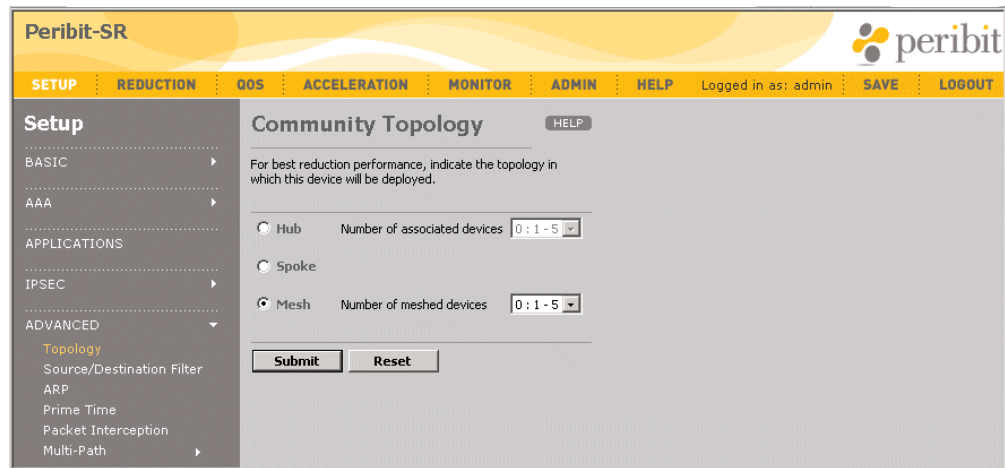 Peribit-SR
peribit
SETUP REDUCTION QOS ACCELERATION MONITOR ADMIN HELP Logged in as: admin SAVE LOGOUT
Setup
BASIC
AAA
APPLICATIONS
IPSEC
ADVANCED
Topology
Source/Destination Filter
ARP
Prime Time
Packet Interception
Multi-Path
Community Topology HELP
For best reduction performance, indicate the topology in
which this device will be deployed.
Hub Number of associated devices 0 : 1 - 5
Spoke
Mesh Number of meshed devices 0 : 1 - 5
Submit Reset